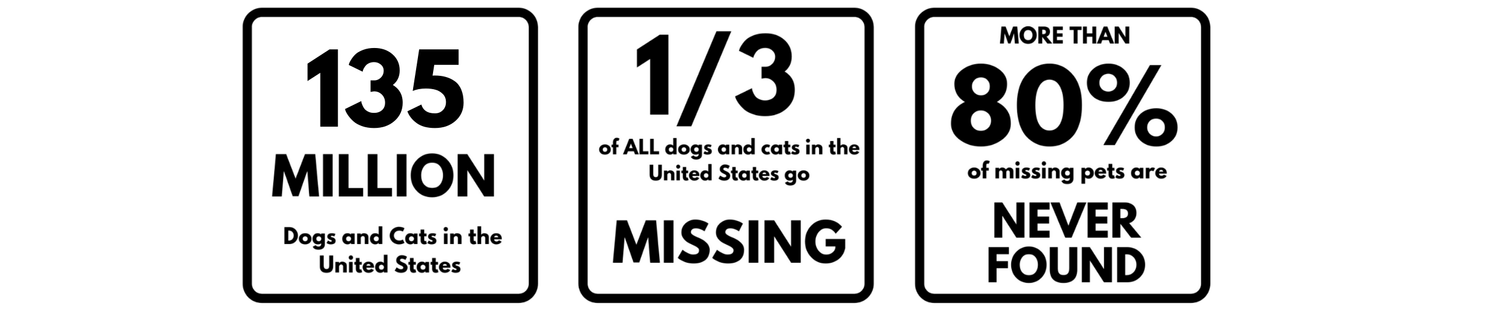 135
MILLION
Dogs and Cats in the
United States
1/3
of ALL dogs and cats in the
United States go
MISSING
MORE THAN
80%
of missing pets are
NEVER
FOUND